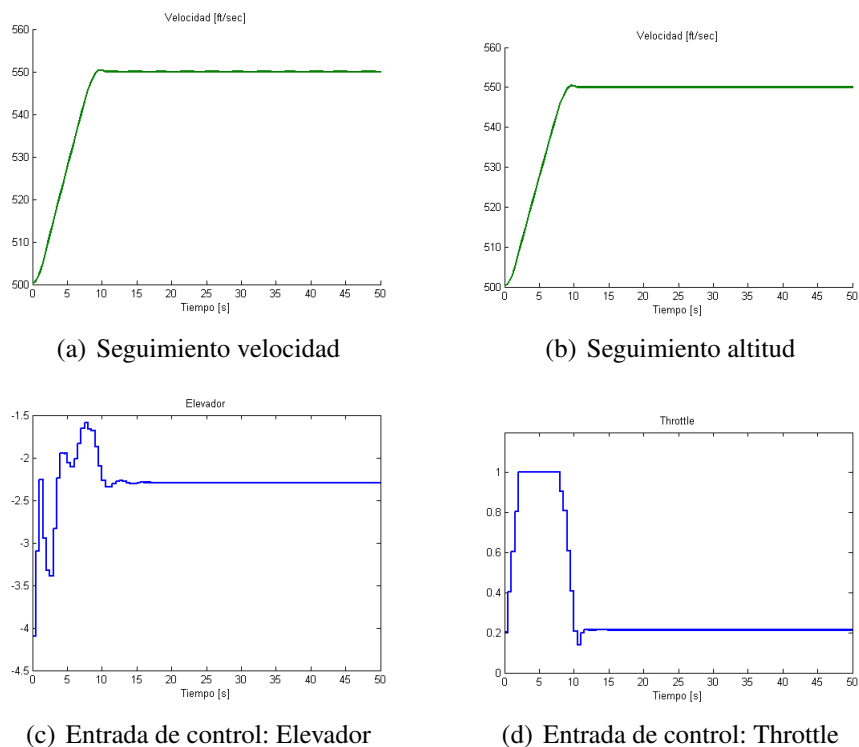 Velocidad [ft/sec]
560
550
540
530
520
510
500
0 5 10 15 20 25 30 35 40 45 50
Tiempo [s]
(a) Seguimiento velocidad
Velocidad [ft/sec]
560
550
540
530
520
510
500
0 5 10 15 20 25 30 35 40 45 50
Tiempo [s]
(b) Seguimiento altitud
Elevador
-1.5
-2
-2.5
-3
-3.5
-4
-4.5
0 5 10 15 20 25 30 35 40 45 50
Tiempo [s]
(c) Entrada de control: Elevador
Throttle
1
0.8
0.6
0.4
0.2
0
0 5 10 15 20 25 30 35 40 45 50
Tiempo [s]
(d) Entrada de control: Throttle